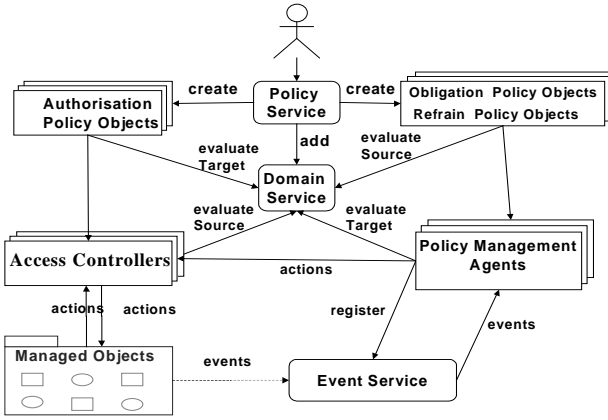 create
Policy
Service
create
Authorisation
Policy Objects
Obligation Policy Objects
Refrain Policy Objects
add
evaluate
Target
evaluate
Source
Domain
Service
evaluate
Source
evaluate
Target
Access Controllers
Policy Management
Agents
actions
actions
actions
register
events
Managed Objects
events
Event Service